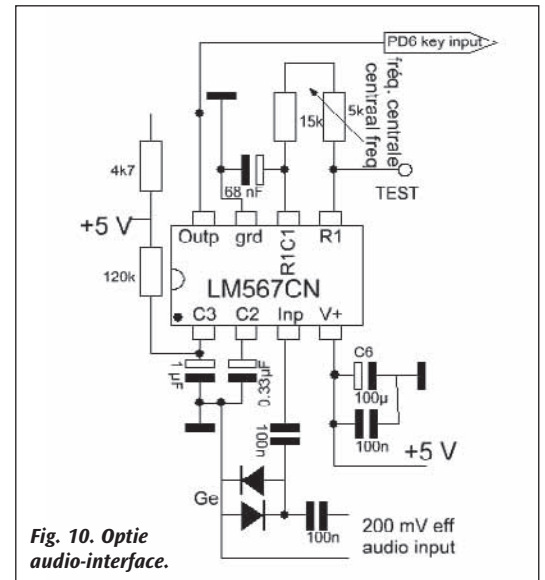 PD6 key input
fréq. centrale
centraal freq
15k
5k
4k7
68 nF
TEST
+5 V
Outp
grd
R1C1
R1
120k
LM567CN
C3
C2
Inp
V+
1 µF
0.33µF
C6
100µ
100n
100n
+5 V
Ge
100n
200 mV eff
audio input
Fig. 10. Optie
audio-interface.